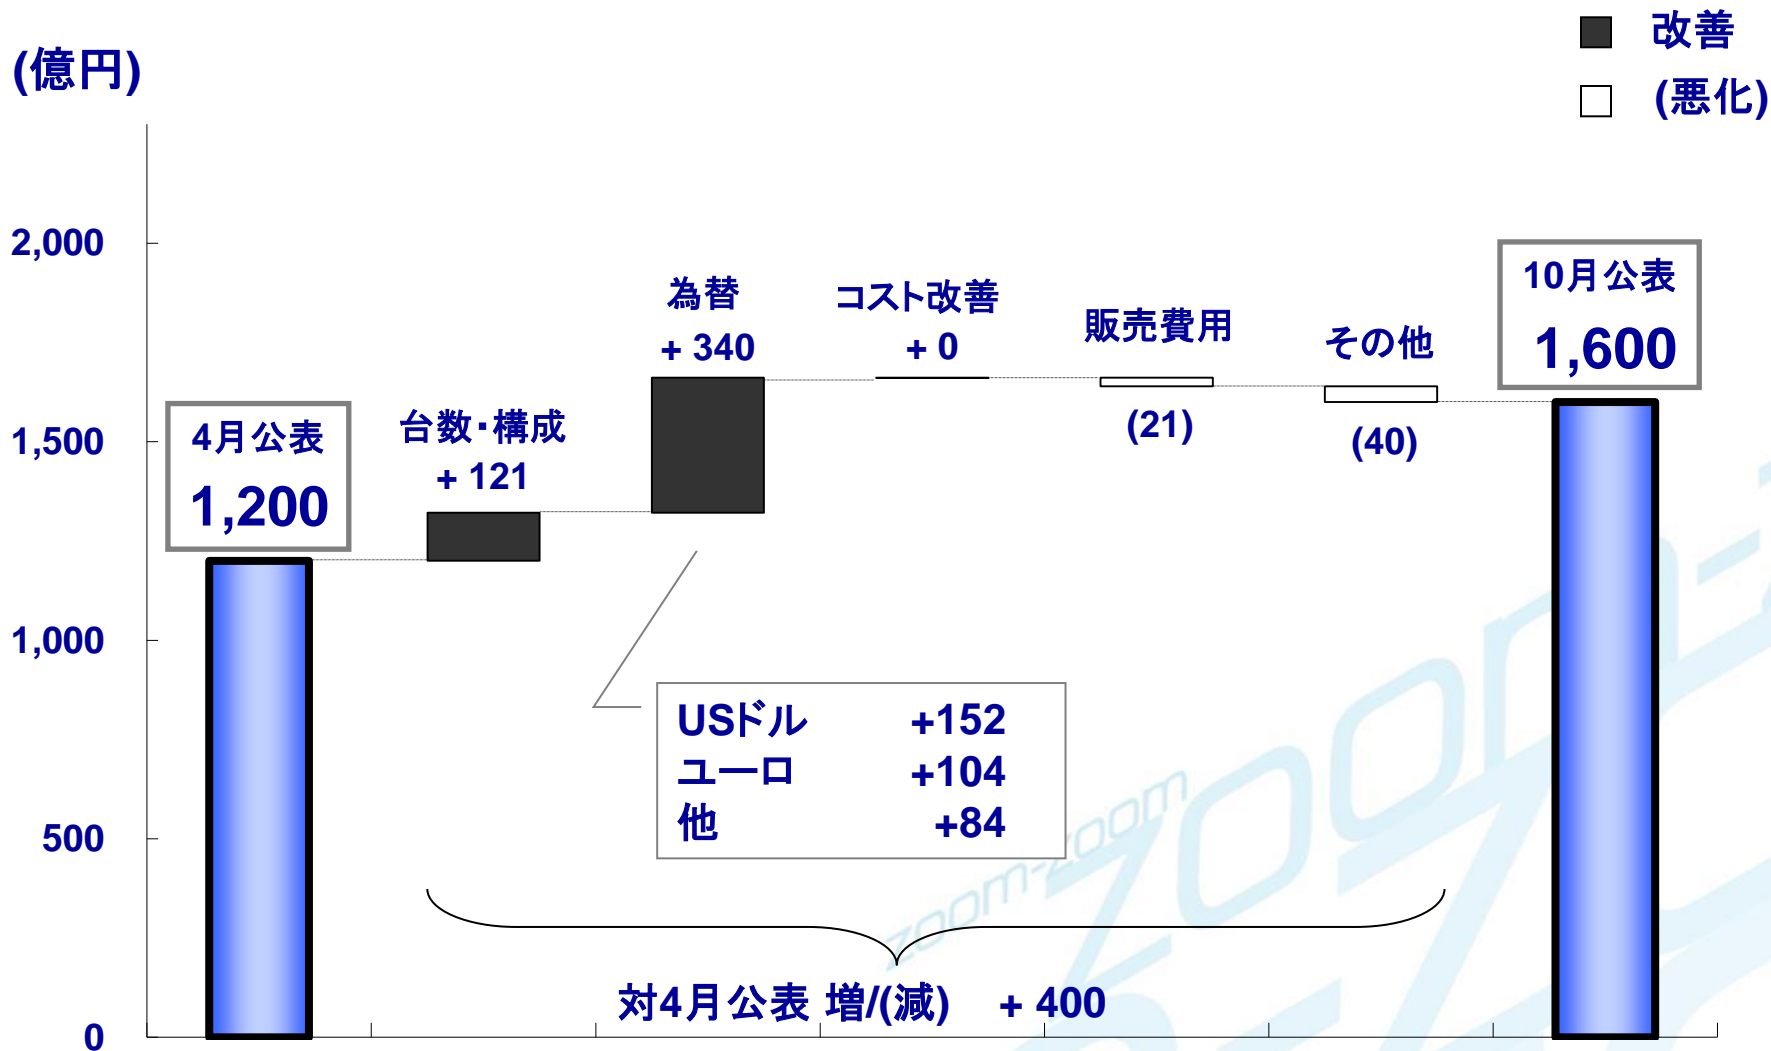 改善
(億円)
(悪化)
2,000
1,500
1,000
500
0
4月公表
1,200
台数・構成
+ 121
為替
+ 340
コスト改善
+ 0
販売費用
(21)
その他
(40)
10月公表
1,600
USドル +152
ユーロ +104
他 +84
対4月公表 増/(減) + 400
zoom-zoom